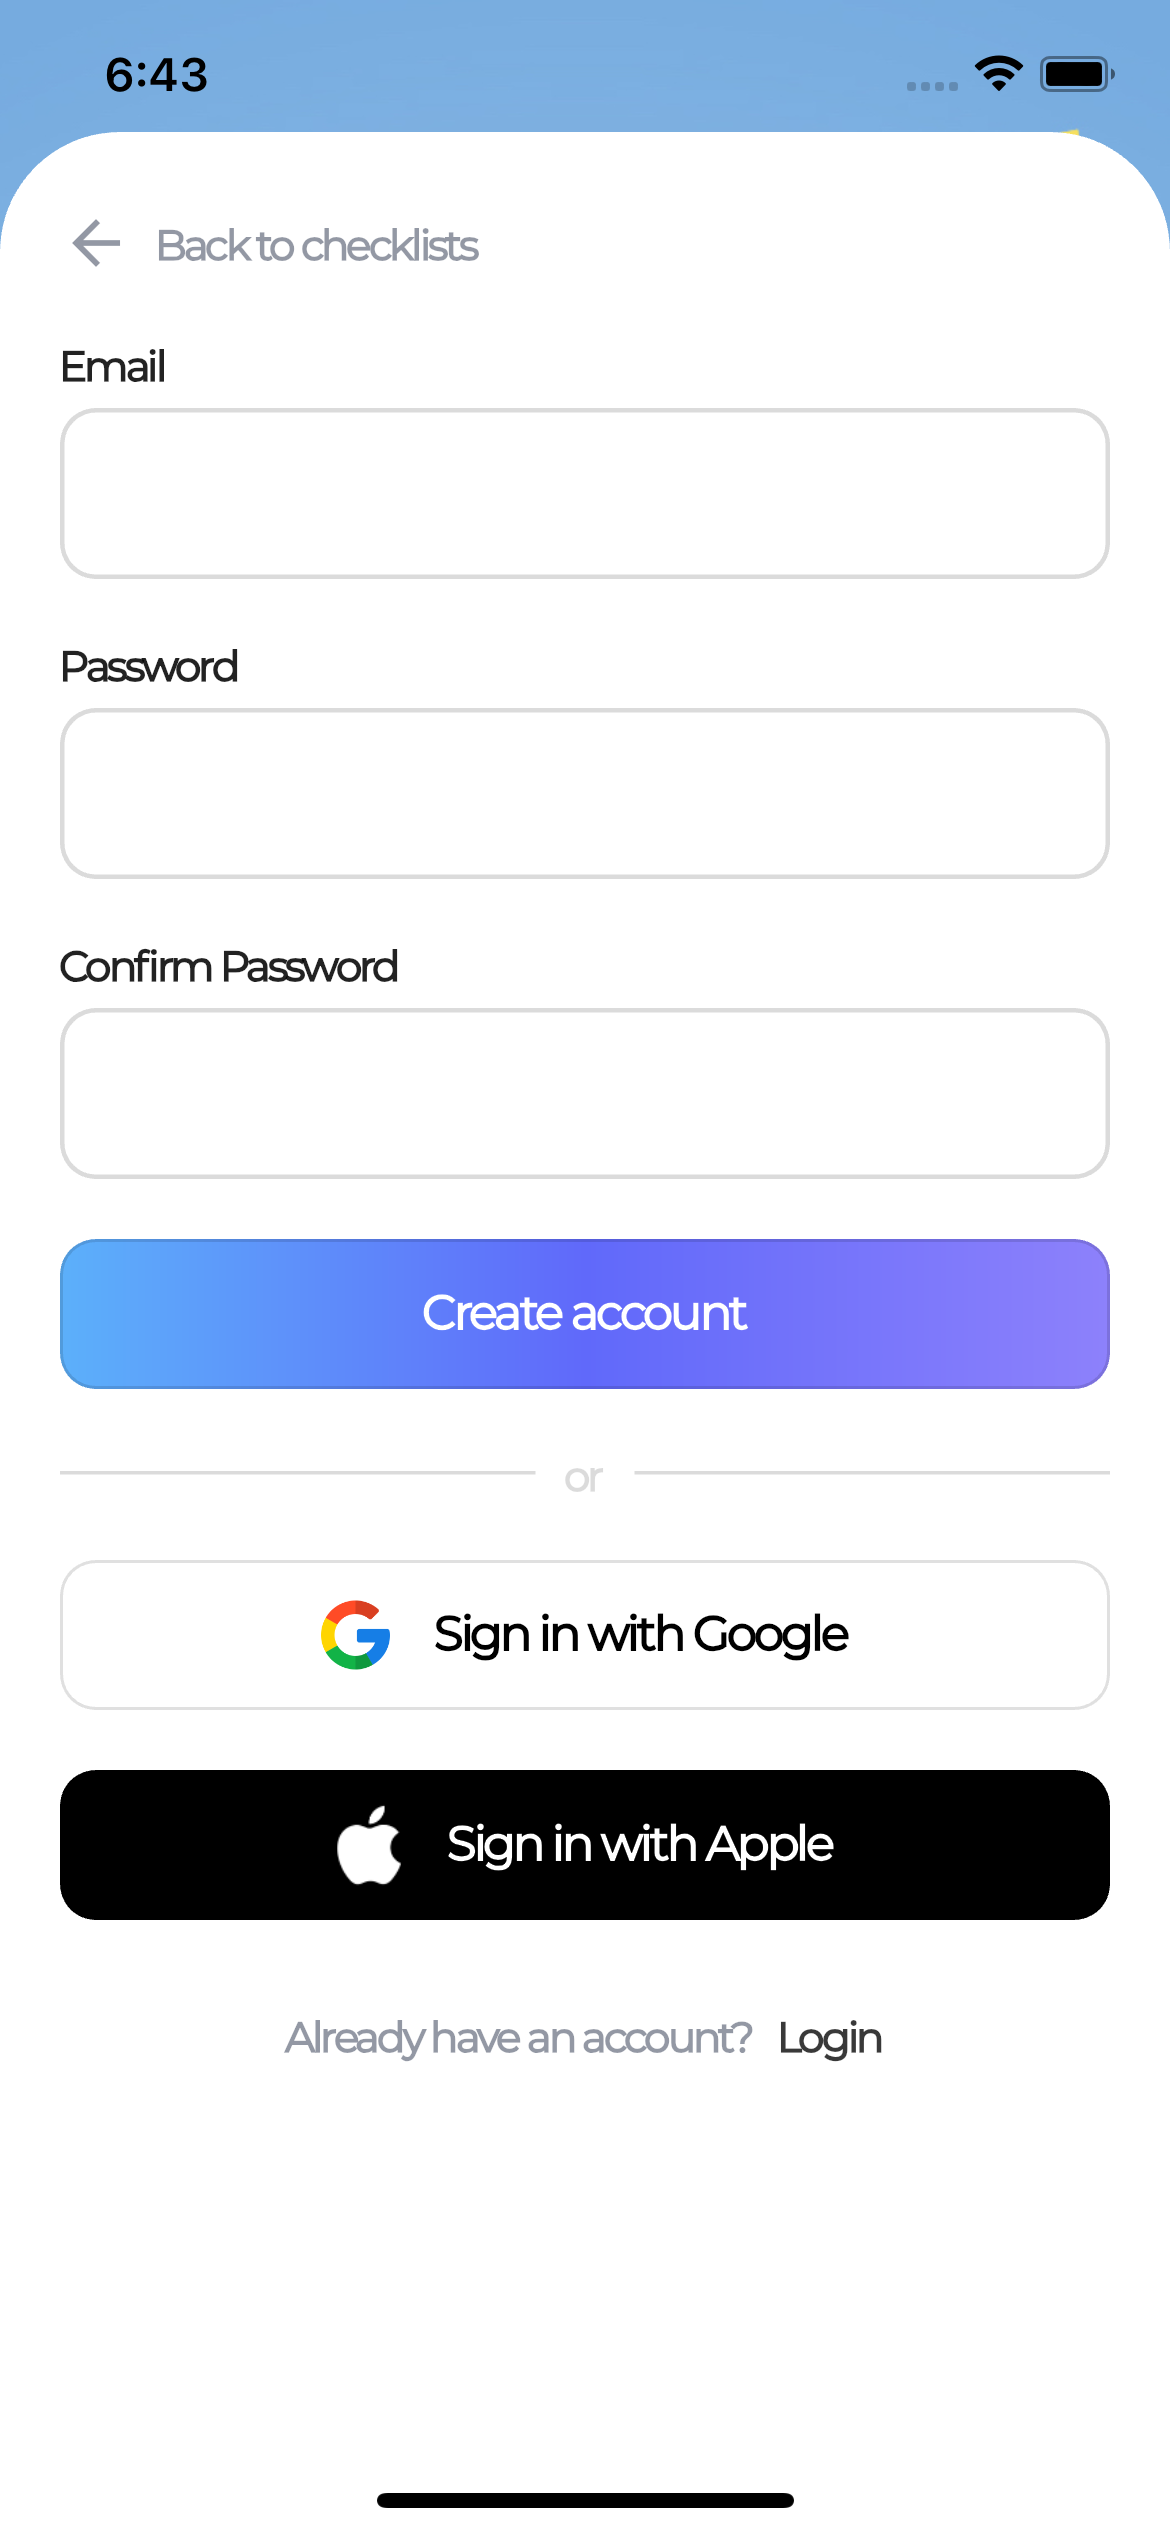 6:43
Back to checklists
Email
Password
Confirm Password
Create account
or
Sign in with Google
Sign in with Apple
Already have an account? Login